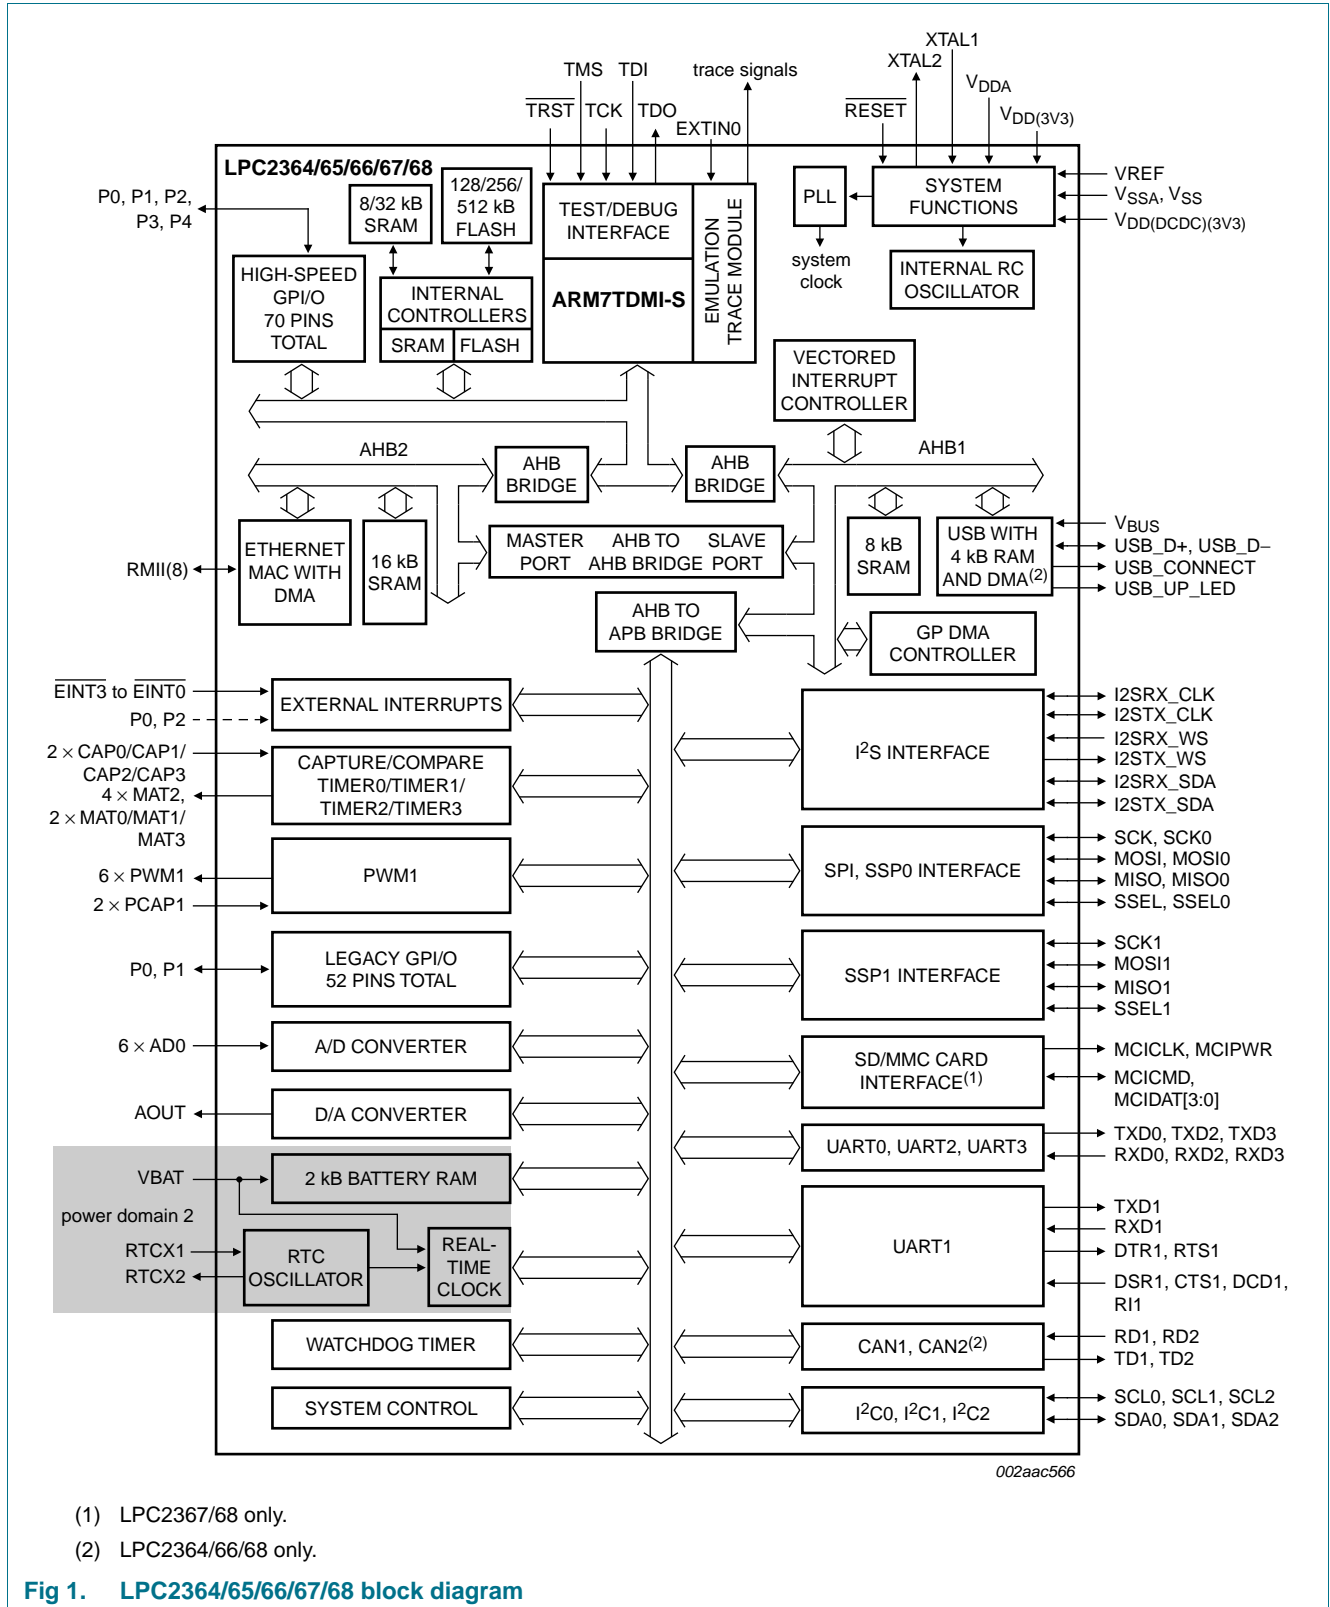 XTAL1
XTAL2
TMS TDI
trace signals
VDDA
TRST TCK
TDO
RESET
VDD(3V3)
EXTIN0
LPC2364/65/66/67/68
P0, P1, P2,
P3, P4
8/32 kB
SRAM
128/256/
512 kB
FLASH
TEST/DEBUG
INTERFACE
EMULATION
TRACE MODULE
PLL
SYSTEM
FUNCTIONS
VREF
VSSA, VSS
VDD(DCDC)(3V3)
system
clock
HIGH-SPEED
GPI/O
70 PINS
TOTAL
INTERNAL
CONTROLLERS
SRAM FLASH
ARM7TDMI-S
INTERNAL RC
OSCILLATOR
VECTORED
INTERRUPT
CONTROLLER
AHB2
AHB
BRIDGE
AHB
BRIDGE
AHB1
ETHERNET
MAC WITH
DMA
16 kB
SRAM
MASTER
PORT
AHB TO
AHB BRIDGE
SLAVE
PORT
8 kB
SRAM
USB WITH
4 kB RAM
AND DMA(2)
VBUS
USB_D+, USB_D−
USB_CONNECT
USB_UP_LED
RMII(8)
AHB TO
APB BRIDGE
GP DMA
CONTROLLER
EINT3 to EINT0
P0, P2
EXTERNAL INTERRUPTS
I2S INTERFACE
I2SRX_CLK
I2STX_CLK
I2SRX_WS
I2STX_WS
I2SRX_SDA
I2STX_SDA
2 × CAP0/CAP1/
CAP2/CAP3
4 × MAT2,
2 × MAT0/MAT1/
MAT3
CAPTURE/COMPARE
TIMER0/TIMER1/
TIMER2/TIMER3
6 × PWM1
2 × PCAP1
PWM1
SPI, SSP0 INTERFACE
SCK, SCK0
MOSI, MOSI0
MISO, MISO0
SSEL, SSEL0
P0, P1
LEGACY GPI/O
52 PINS TOTAL
SSP1 INTERFACE
SCK1
MOSI1
MISO1
SSEL1
6 × AD0
A/D CONVERTER
SD/MMC CARD
INTERFACE(1)
MCICLK, MCIPWR
MCICMD,
MCIDAT[3:0]
AOUT
D/A CONVERTER
UART0, UART2, UART3
TXD0, TXD2, TXD3
RXD0, RXD2, RXD3
VBAT
2 kB BATTERY RAM
power domain 2
RTCX1
RTCX2
RTC
OSCILLATOR
REAL-
TIME
CLOCK
UART1
TXD1
RXD1
DTR1, RTS1
DSR1, CTS1, DCD1,
RI1
WATCHDOG TIMER
CAN1, CAN2(2)
RD1, RD2
TD1, TD2
SYSTEM CONTROL
I2C0, I2C1, I2C2
SCL0, SCL1, SCL2
SDA0, SDA1, SDA2
002aac566
(1) LPC2367/68 only.
(2) LPC2364/66/68 only.
Fig 1. LPC2364/65/66/67/68 block diagram